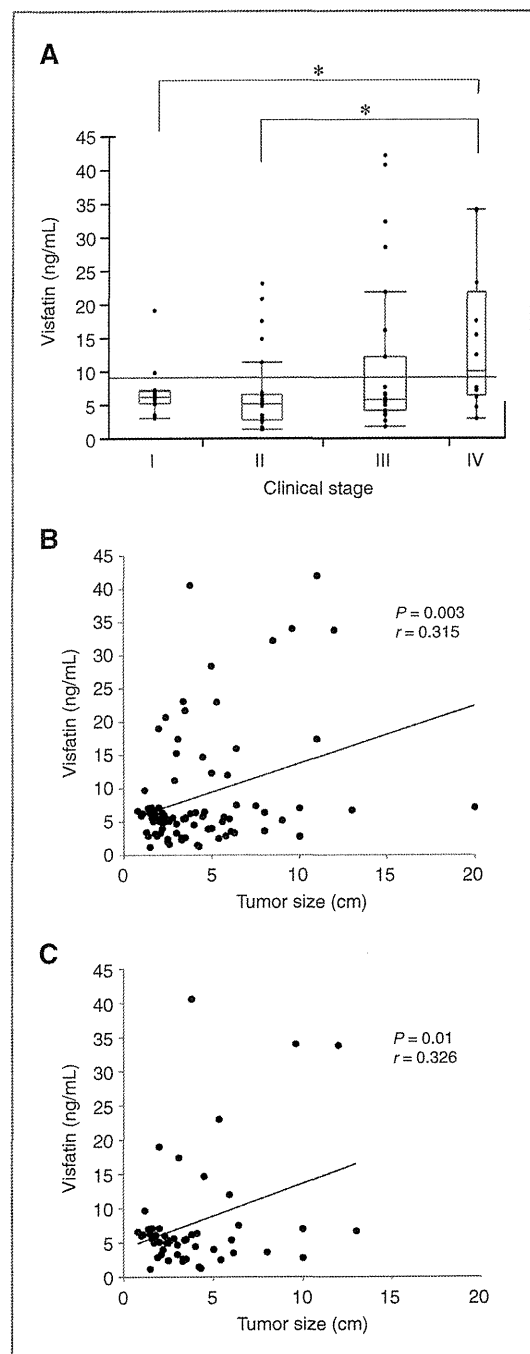 A
*
*
45
40
35
30
25
20
15
10
5
0
Visfatin (ng/mL)
I II III IV
Clinical stage
B
45
40
35
30
25
20
15
10
5
0
Visfatin (ng/mL)
P = 0.003
r = 0.315
0 5 10 15 20
Tumor size (cm)
C
45
40
35
30
25
20
15
10
5
0
Visfatin (ng/mL)
P = 0.01
r = 0.326
0 5 10 15 20
Tumor size (cm)